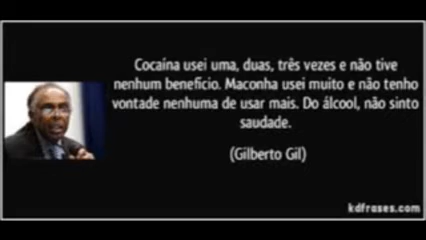 Cocaína usei uma, duas, três vezes e não tive
nenhum benefício. Maconha usei muito e não tenho
vontade nenhuma de usar mais. Do álcool, não sinto
saudade.
(Gilberto Gil)
kdfrases.com